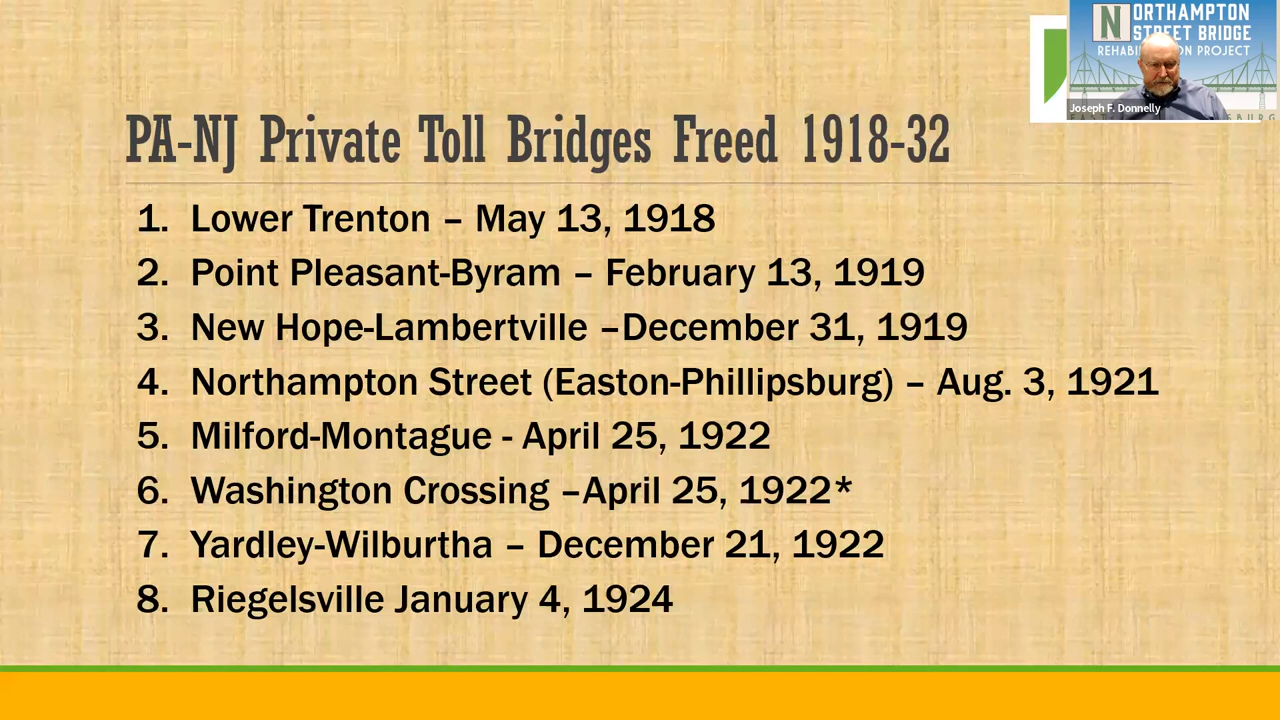 NORTHAMPTON
STREET BRIDGE
PROJECT
Joseph F. Donnelly
PA-NJ Private Toll Bridges Freed 1918-32
1. Lower Trenton – May 13, 1918
2. Point Pleasant-Byram – February 13, 1919
3. New Hope-Lambertville –December 31, 1919
4. Northampton Street (Easton-Phillipsburg) – Aug. 3, 1921
5. Milford-Montague - April 25, 1922
6. Washington Crossing –April 25, 1922*
7. Yardley-Wilburtha – December 21, 1922
8. Riegelsville January 4, 1924